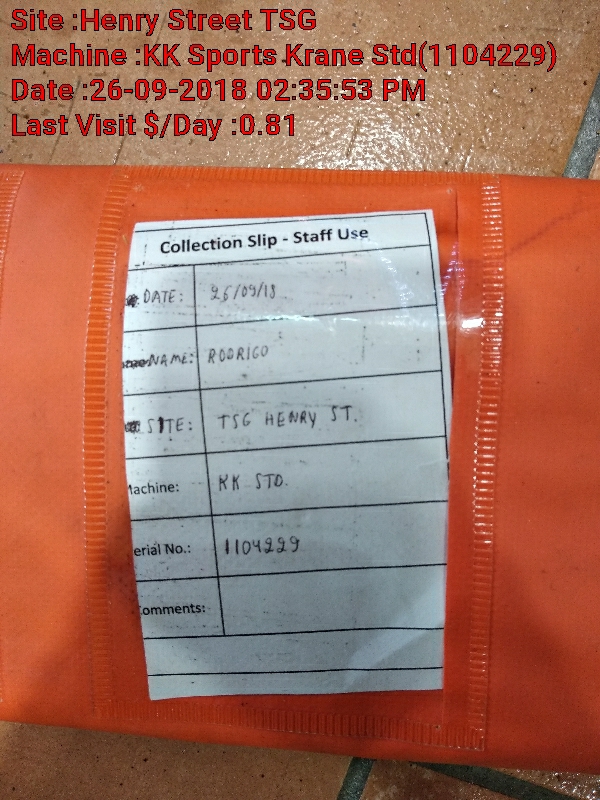 Site :Henry Street TSG
Machine :KK Sports Krane Std(1104229)
Date :26-09-2018 02:35:53 PM
Last Visit $/Day :0.81
Collection Slip - Staff Use
DATE: 26/09/18
NAME: RODRIGO
SITE: TSG HENRY ST.
achine: KK STD.
erial No.: 1104229
omments: